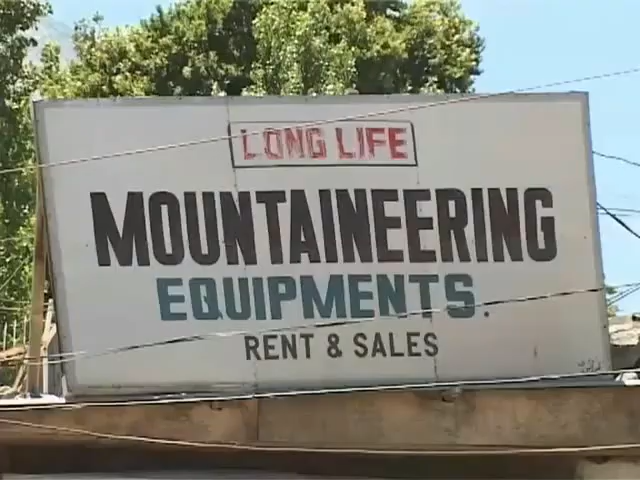 LONG LIFE
MOUNTAINEERING
EQUIPMENTS.
RENT & SALES